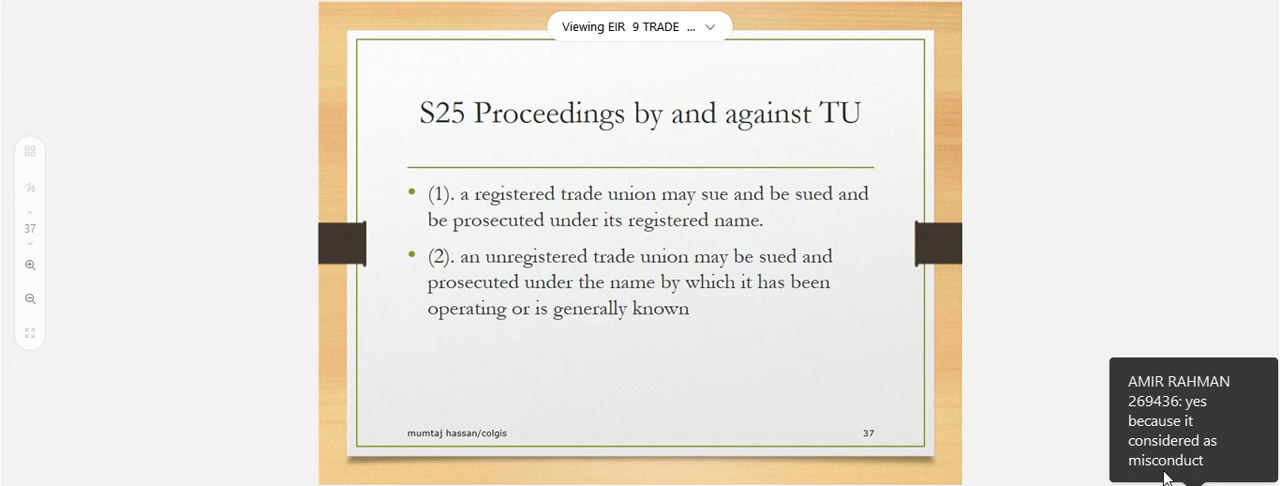 Viewing EIR 9 TRADE ...
S25 Proceedings by and against TU
• (1). a registered trade union may sue and be sued and
be prosecuted under its registered name.
• (2). an unregistered trade union may be sued and
prosecuted under the name by which it has been
operating or is generally known
mumtaj hassan/colgis
37
37
AMIR RAHMAN
269436: yes
because it
considered as
misconduct